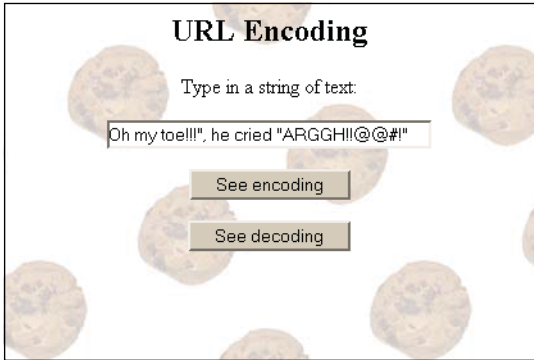 URL Encoding
Type in a string of text:
Oh my toe!!!", he cried "ARGGH!!@@#!"
See encoding
See decoding